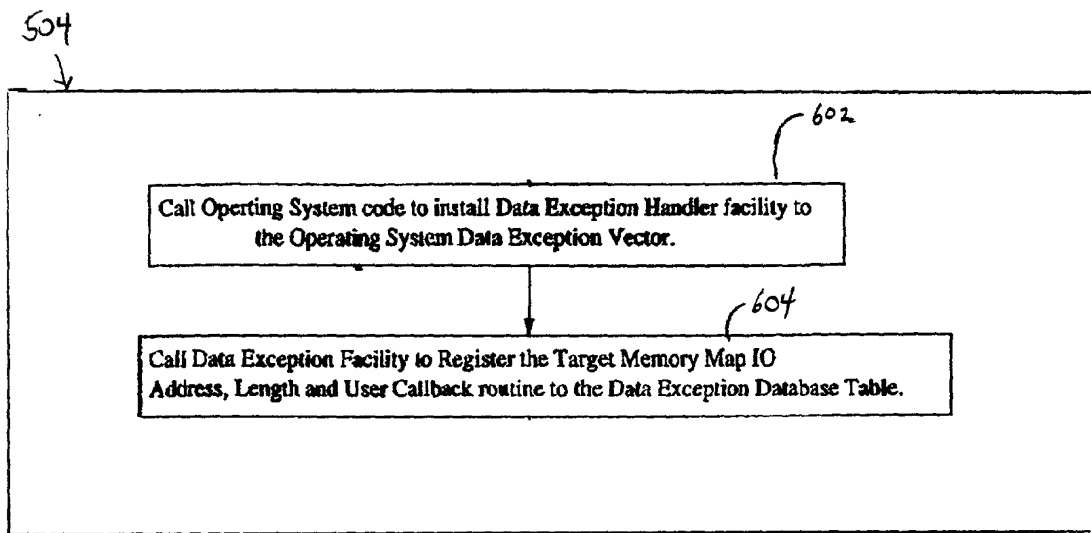 504
602
Call Operting System code to install Data Exception Handler facility to
the Operating System Data Exception Vector.
604
Call Data Exception Facility to Register the Target Memory Map IO
Address, Length and User Callback routine to the Data Exception Database Table.